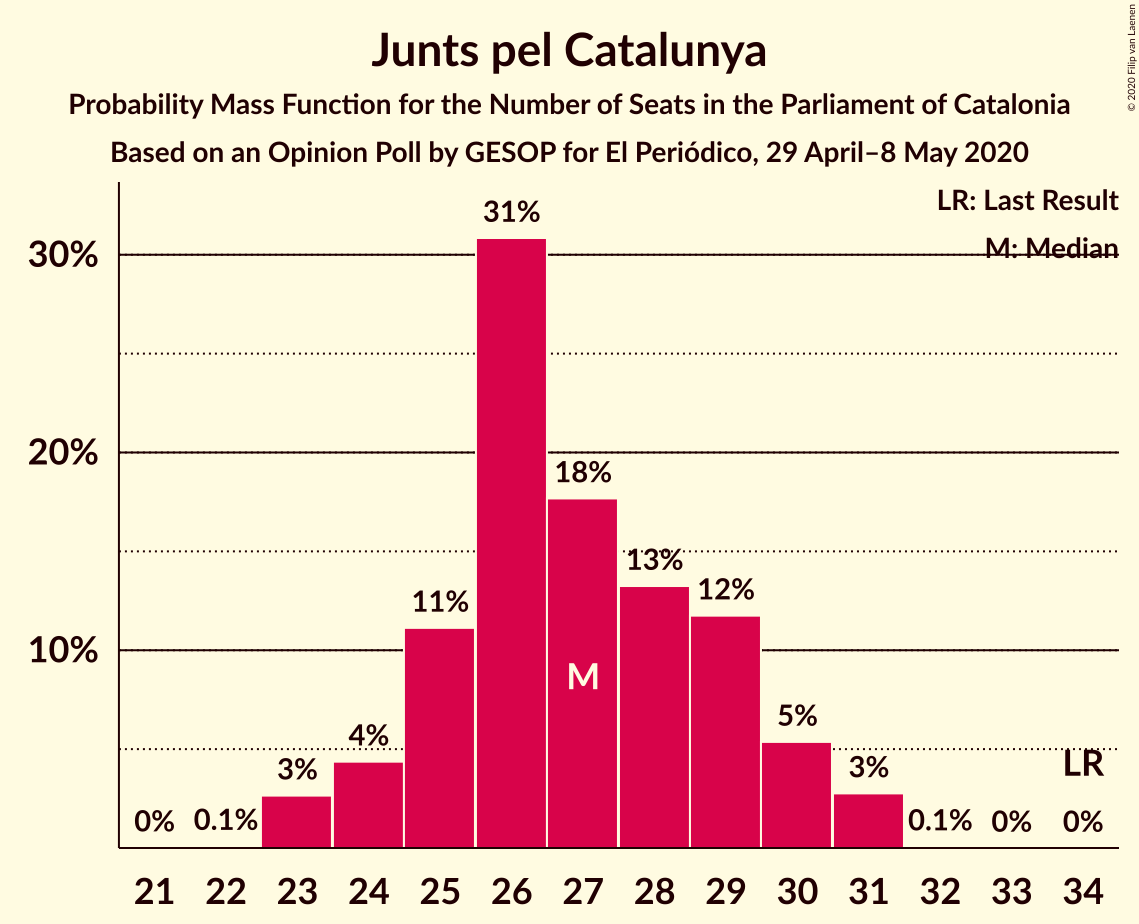 Junts pel Catalunya
Probability Mass Function for the Number of Seats in the Parliament of Catalonia
Based on an Opinion Poll by GESOP for El Periódico, 29 April–8 May 2020
© 2020 Filip van Laenen
LR: Last Result
M: Median
30%
20%
10%
0% 0.1% 3% 4% 11% 31% 18% 13% 12% 5% 3% 0.1% 0% 0%
M
LR
21 22 23 24 25 26 27 28 29 30 31 32 33 34